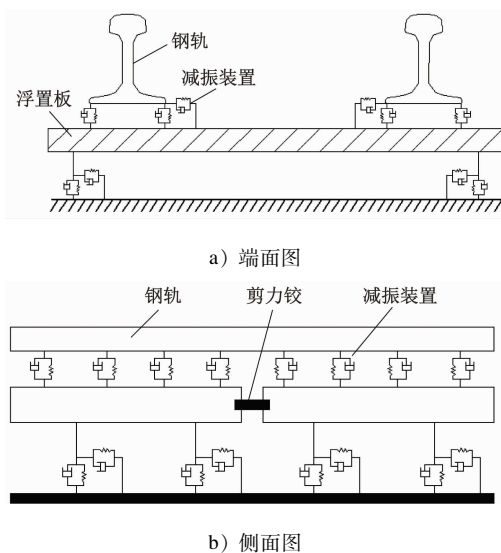 钢轨
减振装置
浮置板
a）端面图
钢轨
剪力铰
减振装置
b）侧面图